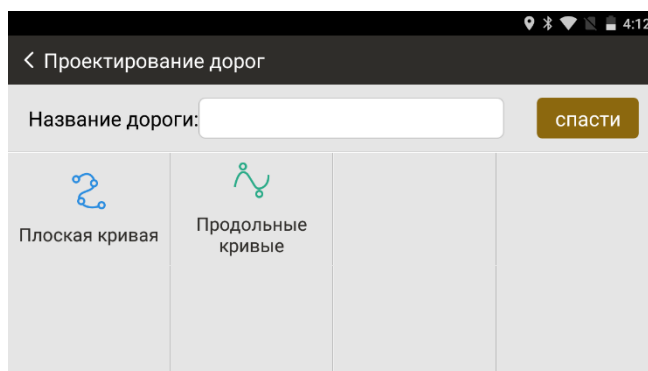 4:12
Проектирование дорог
Название дороги:
спасти
Плоская кривая
Продольные
кривые